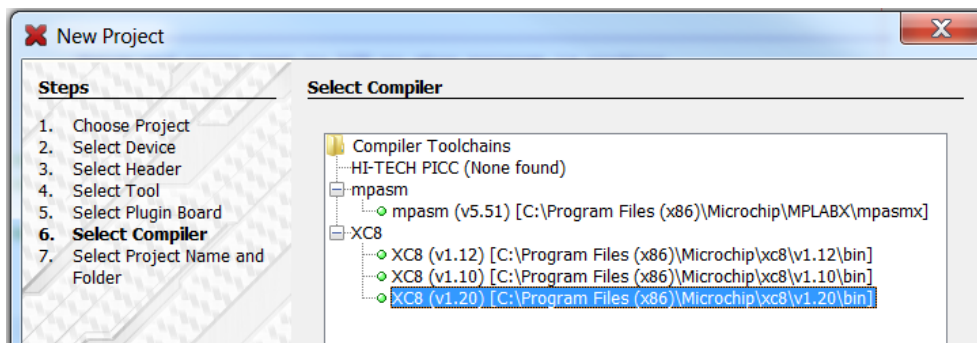 New Project
X
Steps
1. Choose Project
2. Select Device
3. Select Header
4. Select Tool
5. Select Plugin Board
6. Select Compiler
7. Select Project Name and
Folder
Select Compiler
Compiler Toolchains
HI-TECH PICC (None found)
mpasm
mpasm (v5.51) [C:\Program Files (x86)\Microchip\MPLABX\mpasmx]
XC8
XC8 (v1.12) [C:\Program Files (x86)\Microchip\xc8\v1.12\bin]
XC8 (v1.10) [C:\Program Files (x86)\Microchip\xc8\v1.10\bin]
XC8 (v1.20) [C:\Program Files (x86)\Microchip\xc8\v1.20\bin]